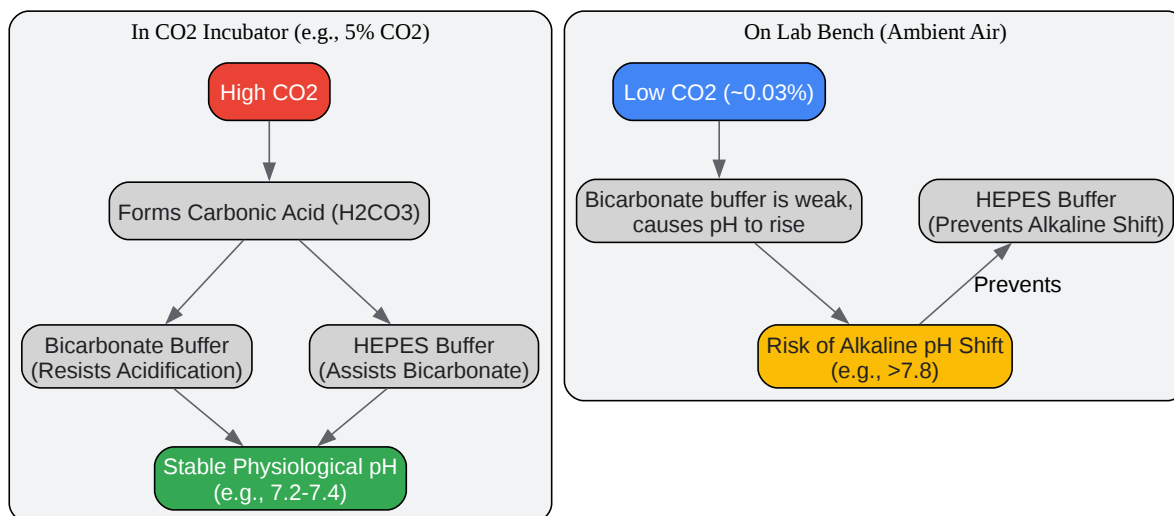 In CO2 Incubator (e.g., 5% CO2)
High CO2
Forms Carbonic Acid (H2CO3)
Bicarbonate Buffer
(Resists Acidification)
HEPES Buffer
(Assists Bicarbonate)
Stable Physiological pH
(e.g., 7.2-7.4)
On Lab Bench (Ambient Air)
Low CO2 (~0.03%)
Bicarbonate buffer is weak,
causes pH to rise
HEPES Buffer
(Prevents Alkaline Shift)
Prevents
Risk of Alkaline pH Shift
(e.g., >7.8)